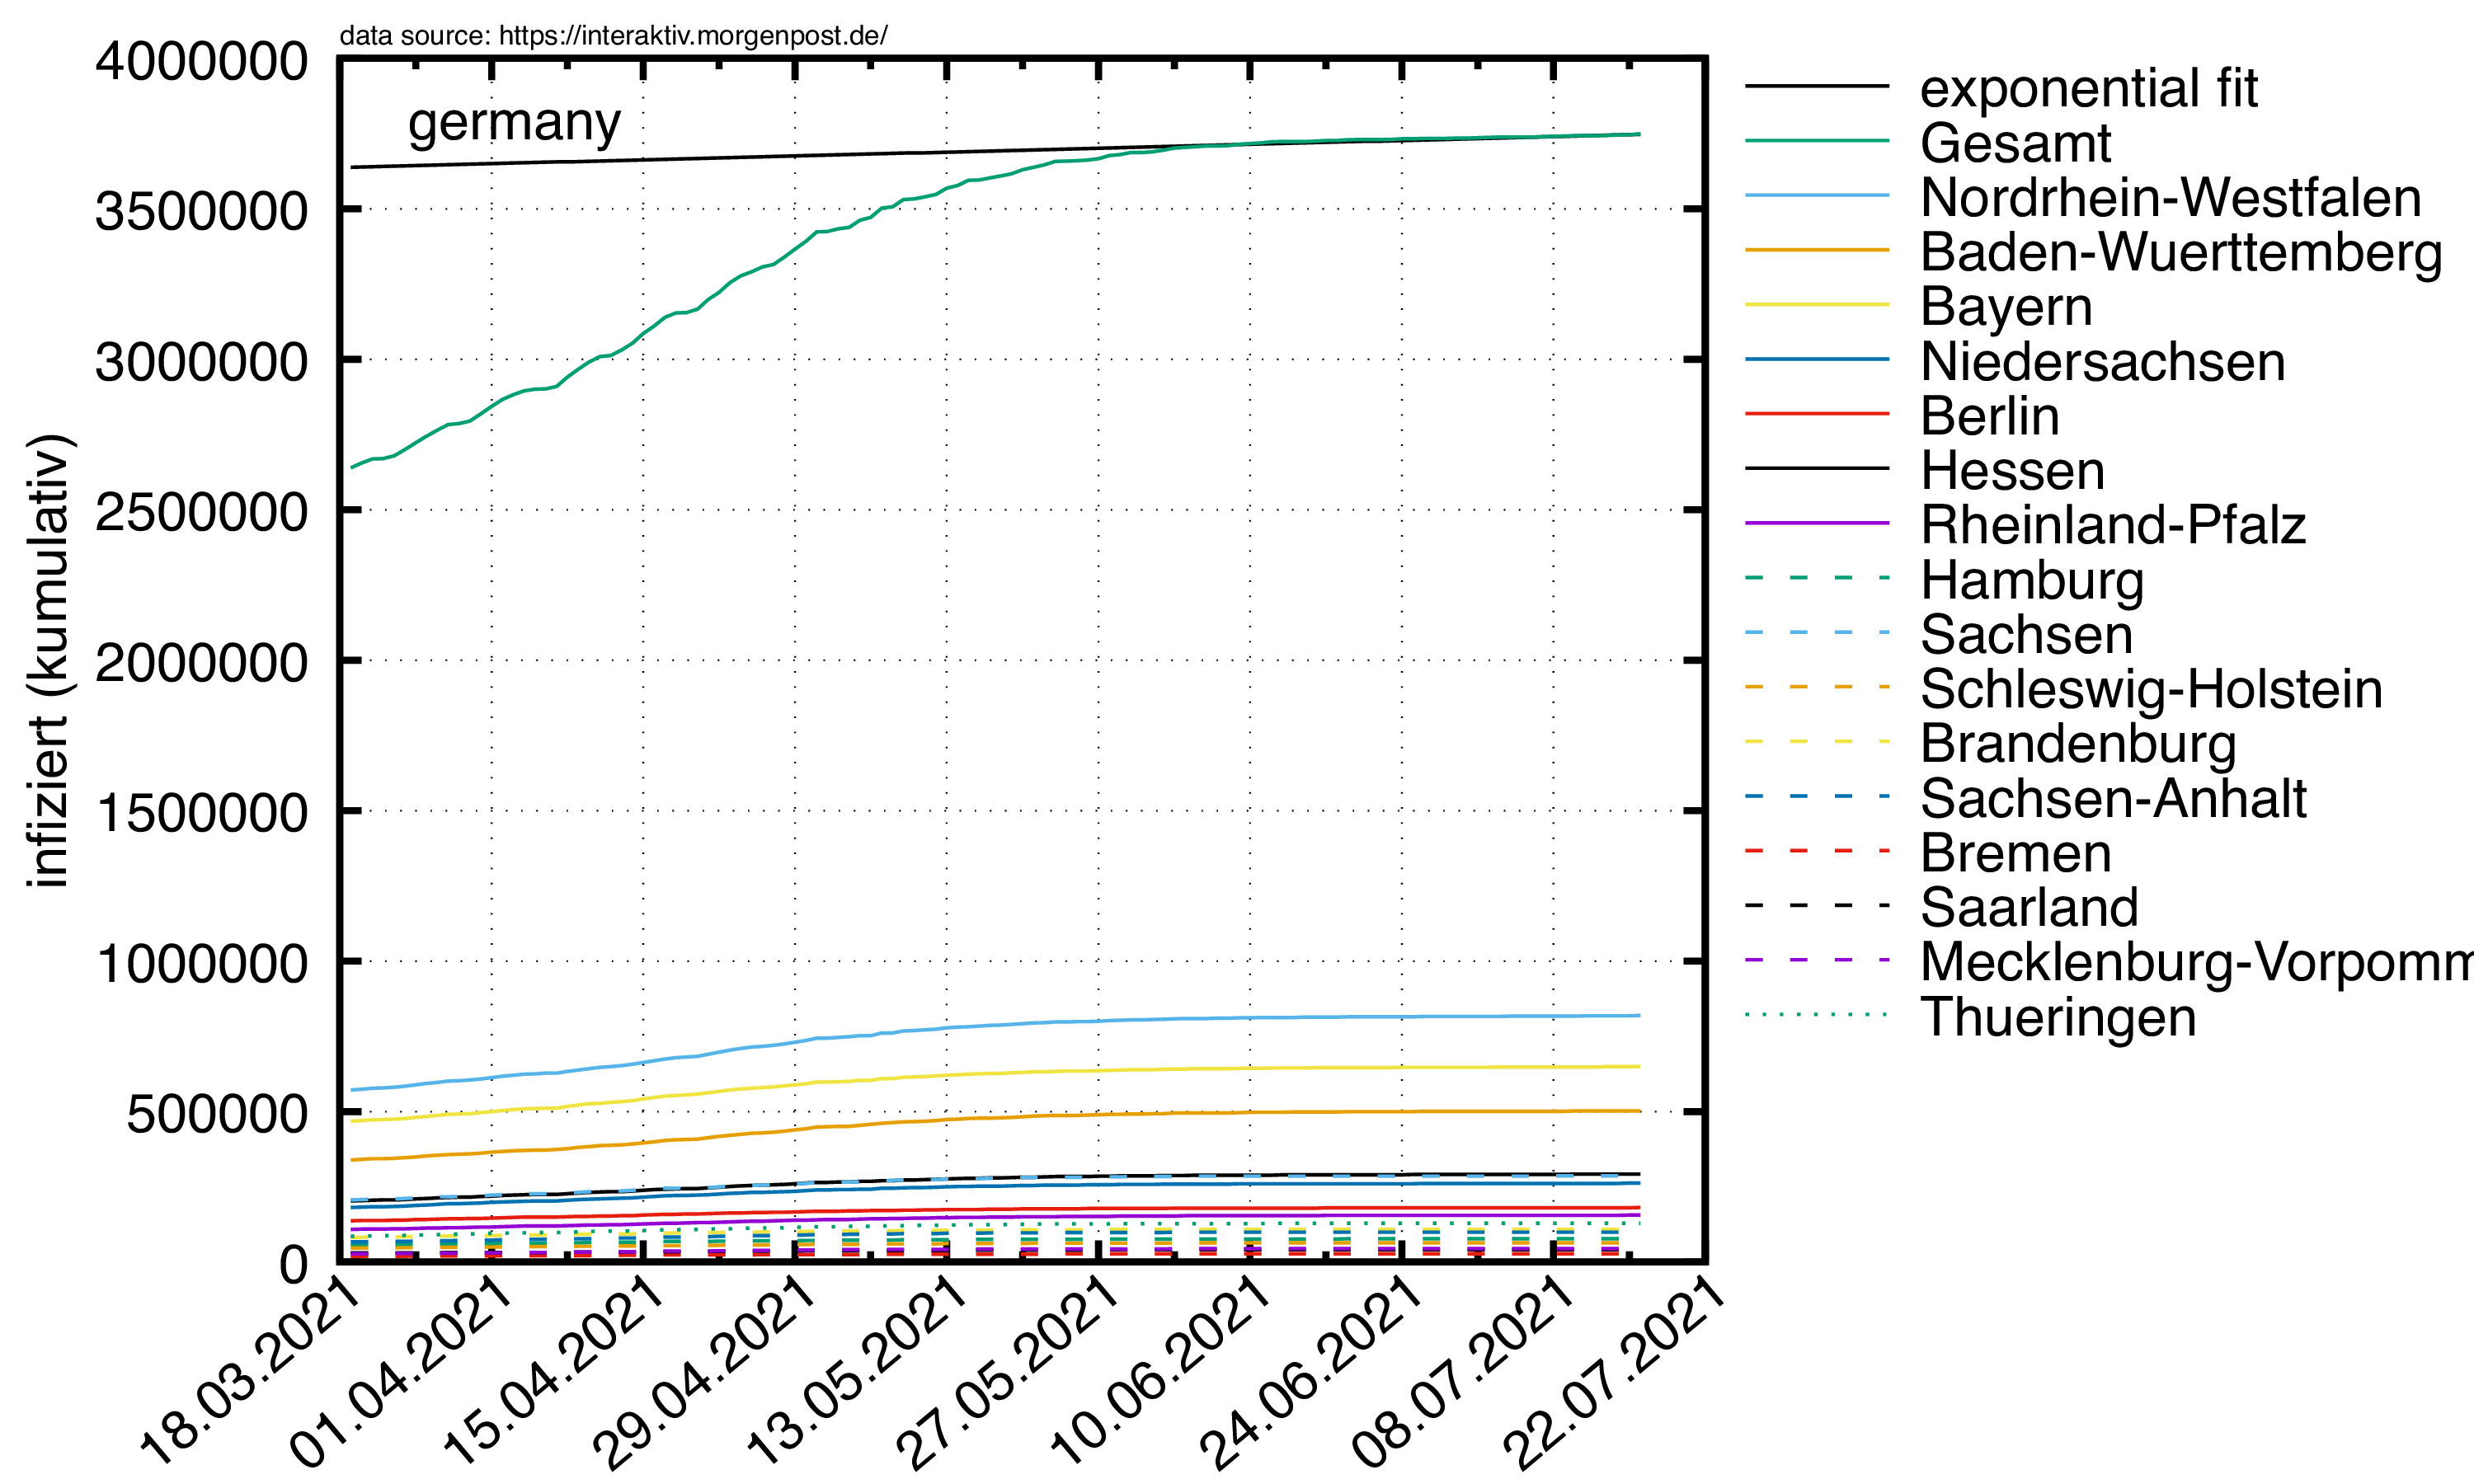 data source: https://interaktiv.morgenpost.de/
germany
infiziert (kumulativ)
4000000
3500000
3000000
2500000
2000000
1500000
1000000
500000
0
18.03.2021
01.04.2021
15.04.2021
29.04.2021
13.05.2021
27.05.2021
10.06.2021
24.06.2021
08.07.2021
22.07.2021
exponential fit
Gesamt
Nordrhein-Westfalen
Baden-Wuerttemberg
Bayern
Niedersachsen
Berlin
Hessen
Rheinland-Pfalz
Hamburg
Sachsen
Schleswig-Holstein
Brandenburg
Sachsen-Anhalt
Bremen
Saarland
Mecklenburg-Vorpomm
Thueringen